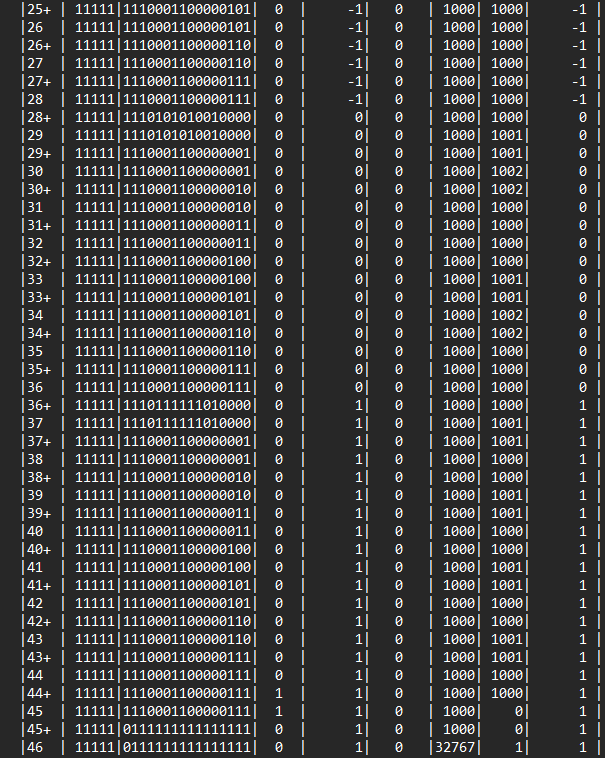 |25+ | 11111|1110001100000101| 0 | -1| 0 | 1000| 1000| -1 |
|26 | 11111|1110001100000101| 0 | -1| 0 | 1000| 1000| -1 |
|26+ | 11111|1110001100000110| 0 | -1| 0 | 1000| 1000| -1 |
|27 | 11111|1110001100000110| 0 | -1| 0 | 1000| 1000| -1 |
|27+ | 11111|1110001100000111| 0 | -1| 0 | 1000| 1000| -1 |
|28 | 11111|1110001100000111| 0 | -1| 0 | 1000| 1000| -1 |
|28+ | 11111|1110101010010000| 0 | 0| 0 | 1000| 1000| 0 |
|29 | 11111|1110101010010000| 0 | 0| 0 | 1000| 1001| 0 |
|29+ | 11111|1110001100000001| 0 | 0| 0 | 1000| 1001| 0 |
|30 | 11111|1110001100000001| 0 | 0| 0 | 1000| 1002| 0 |
|30+ | 11111|1110001100000010| 0 | 0| 0 | 1000| 1002| 0 |
|31 | 11111|1110001100000010| 0 | 0| 0 | 1000| 1000| 0 |
|31+ | 11111|1110001100000011| 0 | 0| 0 | 1000| 1000| 0 |
|32 | 11111|1110001100000011| 0 | 0| 0 | 1000| 1000| 0 |
|32+ | 11111|1110001100000100| 0 | 0| 0 | 1000| 1000| 0 |
|33 | 11111|1110001100000100| 0 | 0| 0 | 1000| 1001| 0 |
|33+ | 11111|1110001100000101| 0 | 0| 0 | 1000| 1001| 0 |
|34 | 11111|1110001100000101| 0 | 0| 0 | 1000| 1002| 0 |
|34+ | 11111|1110001100000110| 0 | 0| 0 | 1000| 1002| 0 |
|35 | 11111|1110001100000110| 0 | 0| 0 | 1000| 1000| 0 |
|35+ | 11111|1110001100000111| 0 | 0| 0 | 1000| 1000| 0 |
|36 | 11111|1110001100000111| 0 | 0| 0 | 1000| 1000| 0 |
|36+ | 11111|1110111111010000| 0 | 1| 0 | 1000| 1000| 1 |
|37 | 11111|1110111111010000| 0 | 1| 0 | 1000| 1001| 1 |
|37+ | 11111|1110001100000001| 0 | 1| 0 | 1000| 1001| 1 |
|38 | 11111|1110001100000001| 0 | 1| 0 | 1000| 1000| 1 |
|38+ | 11111|1110001100000010| 0 | 1| 0 | 1000| 1000| 1 |
|39 | 11111|1110001100000010| 0 | 1| 0 | 1000| 1001| 1 |
|39+ | 11111|1110001100000011| 0 | 1| 0 | 1000| 1001| 1 |
|40 | 11111|1110001100000011| 0 | 1| 0 | 1000| 1000| 1 |
|40+ | 11111|1110001100000100| 0 | 1| 0 | 1000| 1000| 1 |
|41 | 11111|1110001100000100| 0 | 1| 0 | 1000| 1001| 1 |
|41+ | 11111|1110001100000101| 0 | 1| 0 | 1000| 1001| 1 |
|42 | 11111|1110001100000101| 0 | 1| 0 | 1000| 1000| 1 |
|42+ | 11111|1110001100000110| 0 | 1| 0 | 1000| 1000| 1 |
|43 | 11111|1110001100000110| 0 | 1| 0 | 1000| 1001| 1 |
|43+ | 11111|1110001100000111| 0 | 1| 0 | 1000| 1001| 1 |
|44 | 11111|1110001100000111| 0 | 1| 0 | 1000| 1000| 1 |
|44+ | 11111|1110001100000111| 1 | 1| 0 | 1000| 1000| 1 |
|45 | 11111|1110001100000111| 1 | 1| 0 | 1000| 0| 1 |
|45+ | 11111|0111111111111111| 0 | 1| 0 | 1000| 0| 1 |
|46 | 11111|0111111111111111| 0 | 1| 0 |32767| 1| 1 |